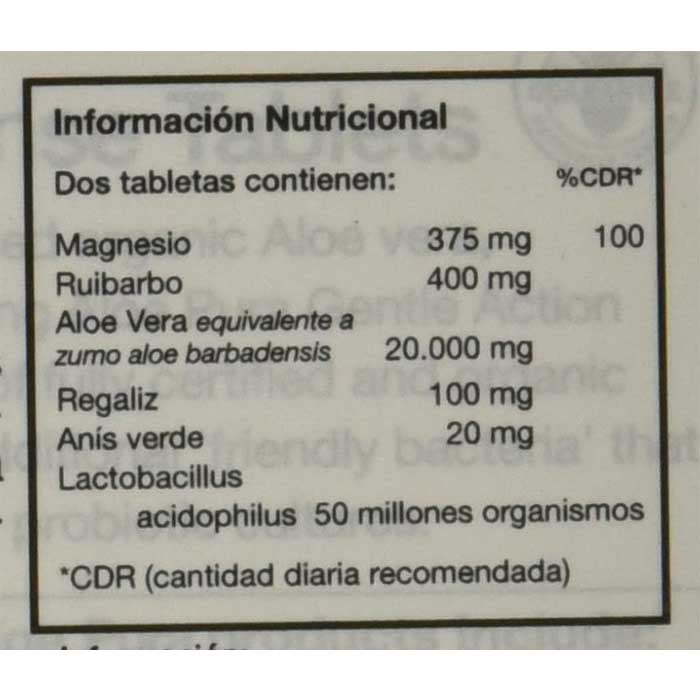 Información Nutricional
Dos tabletas contienen: %CDR*
Magnesio 375 mg 100
Ruibarbo 400 mg
Aloe Vera equivalente a
zumo aloe barbadensis 20.000 mg
Regaliz 100 mg
Anís verde 20 mg
Lactobacillus
acidophilus 50 millones organismos
*CDR (cantidad diaria recomendada)